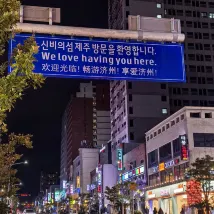 신비의섬 제주 방문을 환영합니다.
We love having you here.
欢迎光临! 畅游济州! 享爱济州!